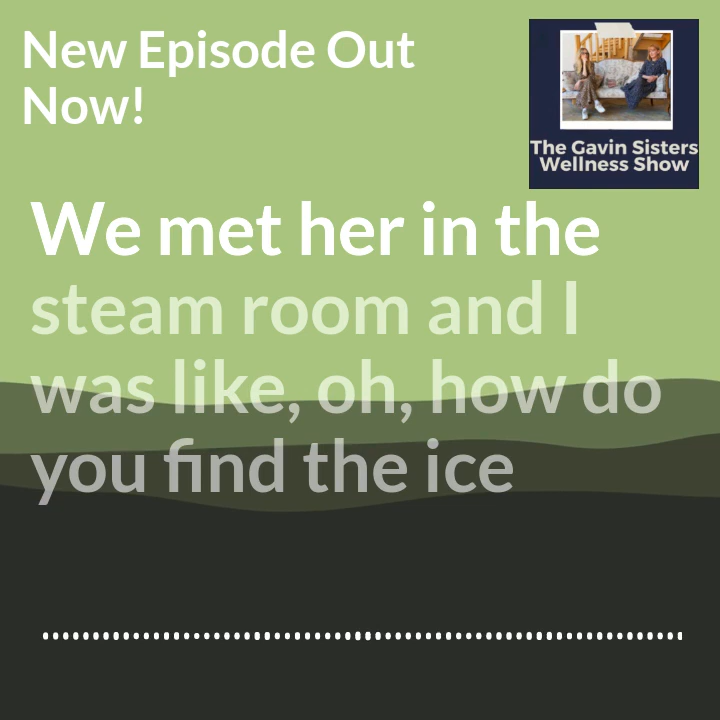 New Episode Out
Now!
The Gavin Sisters
Wellness Show
We met her in the
steam room and I
was like, oh, how do
you find the ice